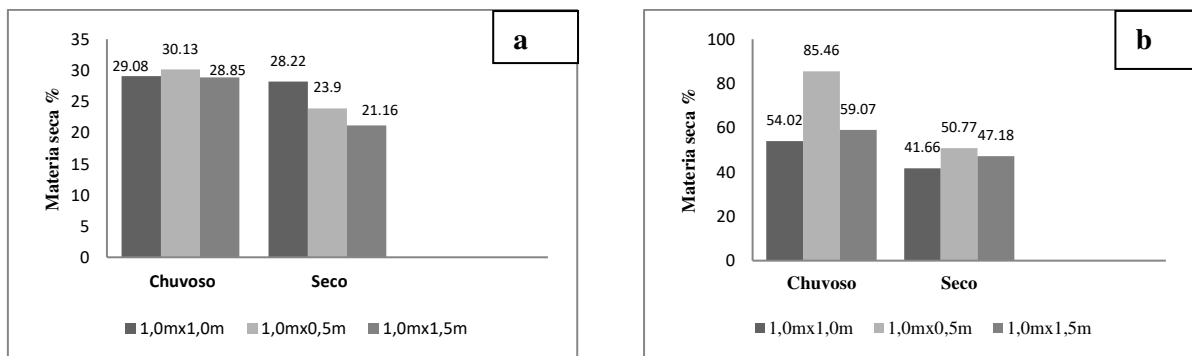 a
Materia seca %
35
30
25
20
15
10
5
0
29.08
30.13
28.85
28.22
23.9
21.16
Chuvoso
Seco
1,0mx1,0m
1,0mx0,5m
1,0mx1,5m
b
Materia seca %
100
80
60
40
20
0
54.02
85.46
59.07
41.66
50.77
47.18
Chuvoso
Seco
1,0mx1,0m
1,0mx0,5m
1,0mx1,5m